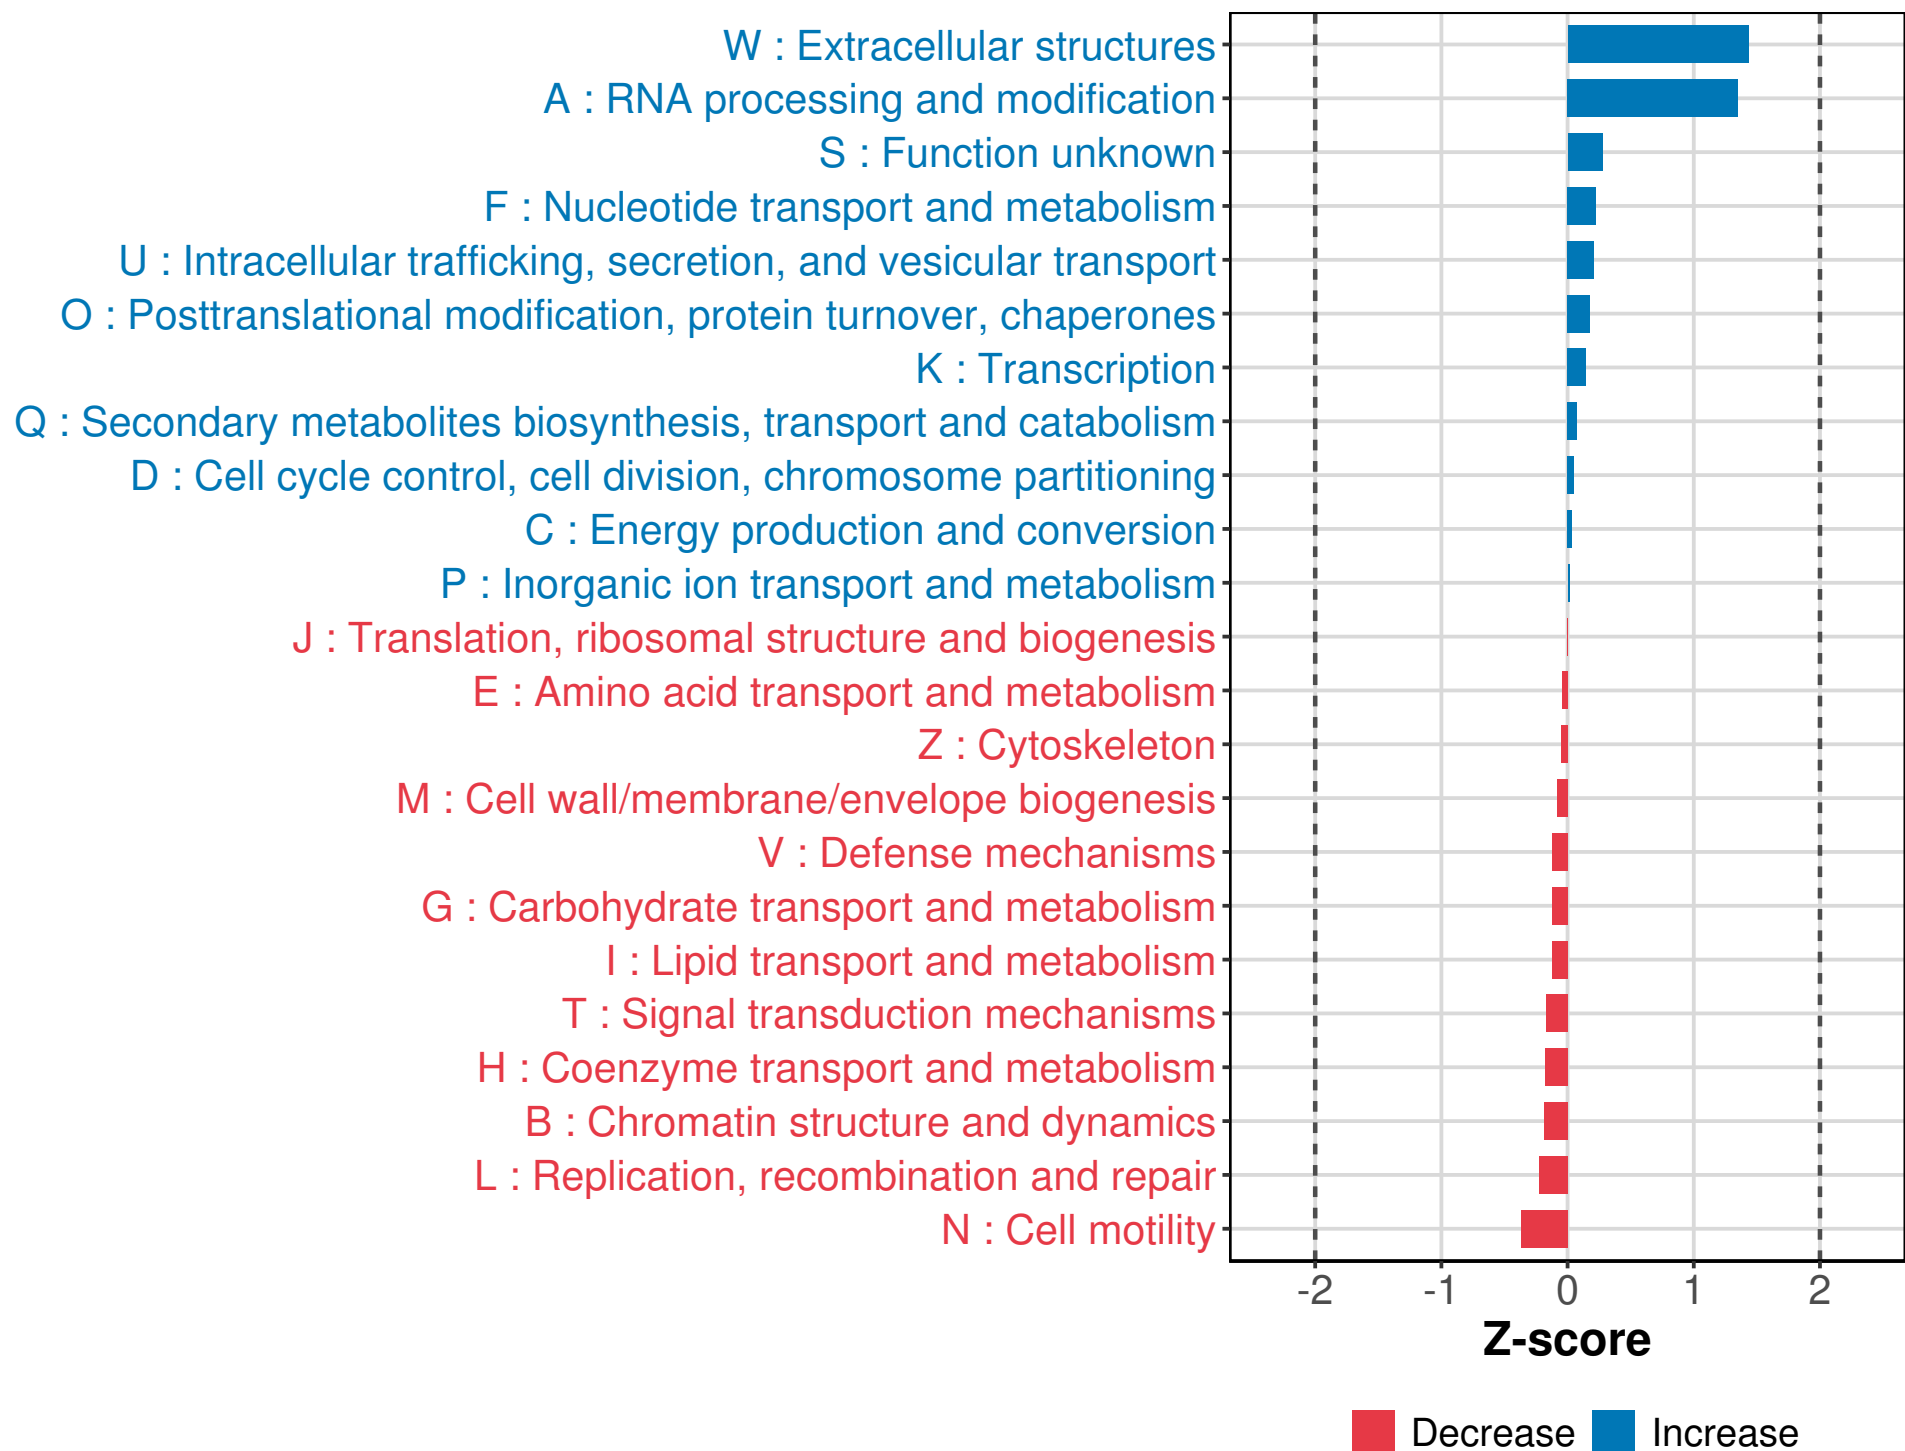 W : Extracellular structures
A : RNA processing and modification
S : Function unknown
F : Nucleotide transport and metabolism
U : Intracellular trafficking, secretion, and vesicular transport
O : Posttranslational modification, protein turnover, chaperones
K : Transcription
Q : Secondary metabolites biosynthesis, transport and catabolism
D : Cell cycle control, cell division, chromosome partitioning
C : Energy production and conversion
P : Inorganic ion transport and metabolism
J : Translation, ribosomal structure and biogenesis
E : Amino acid transport and metabolism
Z : Cytoskeleton
M : Cell wall/membrane/envelope biogenesis
V : Defense mechanisms
G : Carbohydrate transport and metabolism
I : Lipid transport and metabolism
T : Signal transduction mechanisms
H : Coenzyme transport and metabolism
B : Chromatin structure and dynamics
L : Replication, recombination and repair
N : Cell motility
-2 -1 0 1 2
Z-score
Decrease Increase